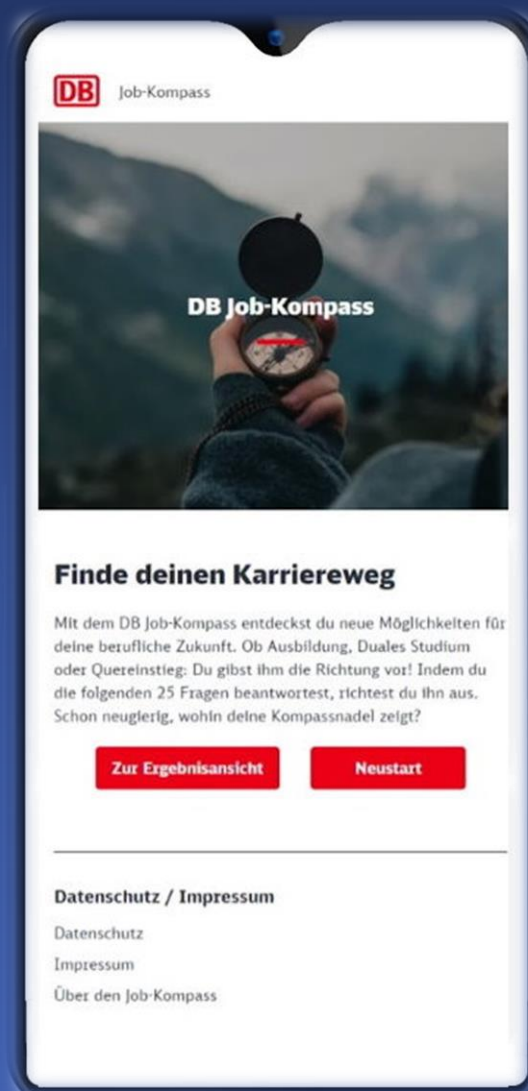 DB Job-Kompass
DB Job-Kompass
Finde deinen Karriereweg
Mit dem DB Job-Kompass entdeckst du neue Möglichkeiten für
deine berufliche Zukunft. Ob Ausbildung, Duales Studium
oder Quereinstieg: Du gibst ihm die Richtung vor! Indem du
die folgenden 25 Fragen beantwortest, richtest du ihn aus.
Schon neugierig, wohin deine Kompassnadel zeigt?
Zur Ergebnisansicht Neustart
Datenschutz / Impressum
Datenschutz
Impressum
Über den Job-Kompass